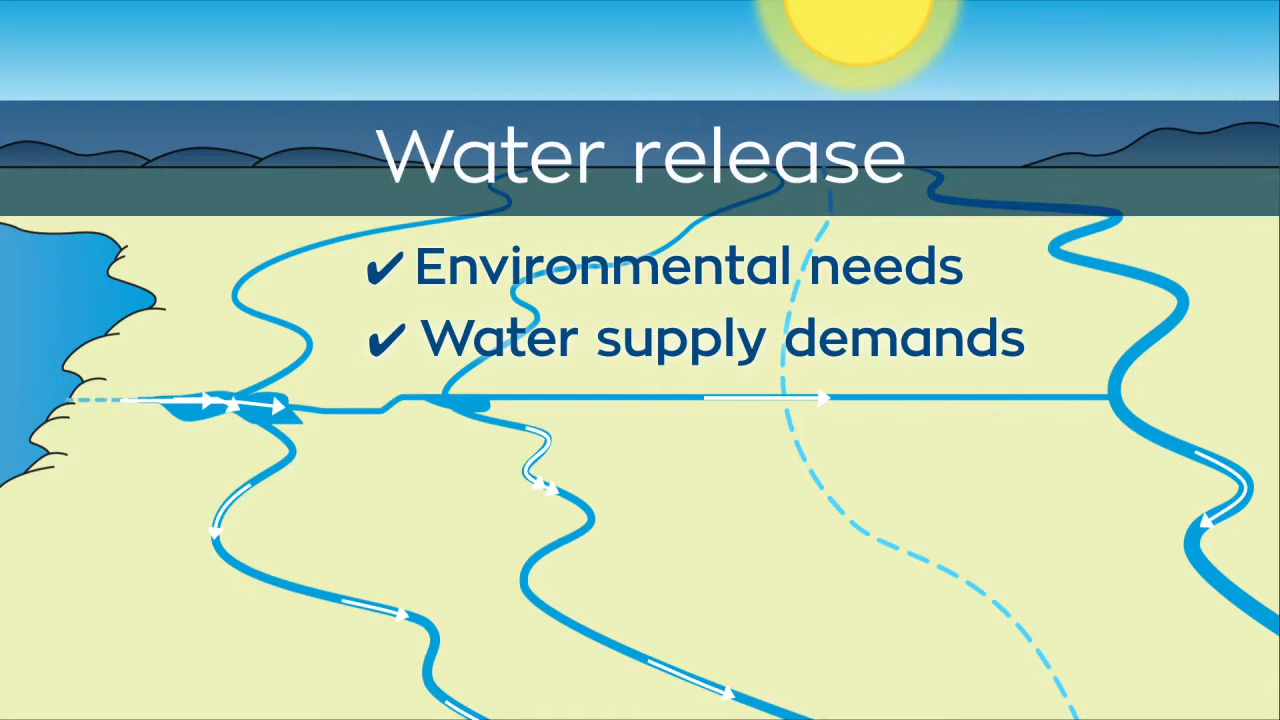 Water release
✔ Environmental needs
✔ Water supply demands